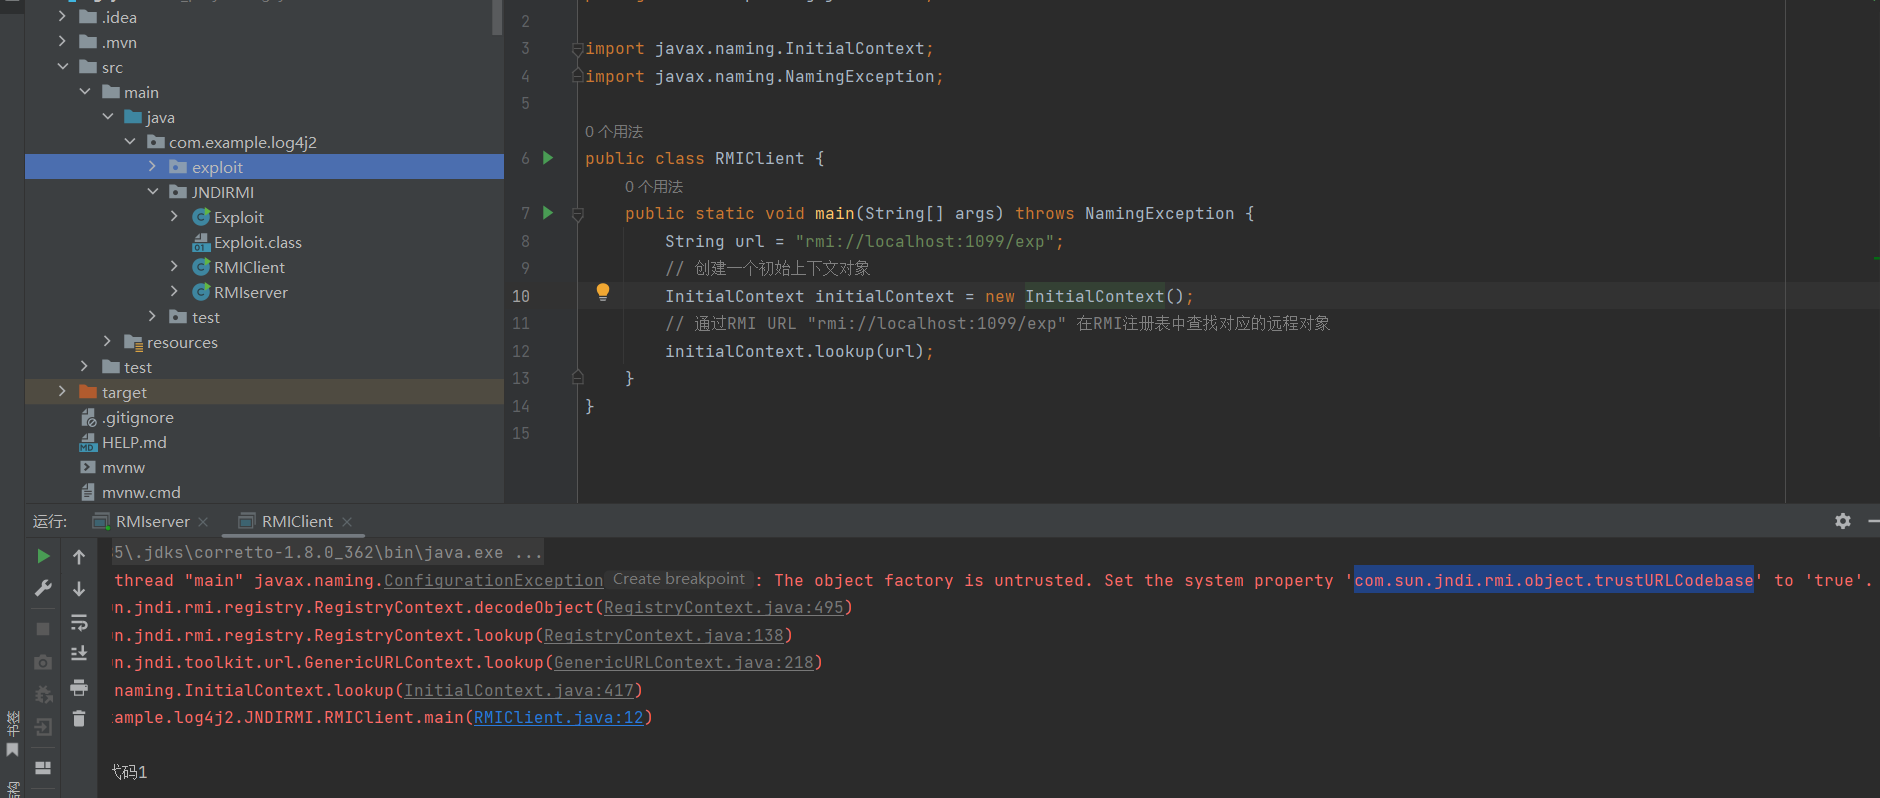 .idea
.mvn
src
main
java
com.example.log4j2
exploit
JNDIRMI
Exploit
Exploit.class
RMIClient
RMIserver
test
resources
test
target
.gitignore
HELP.md
mvnw
mvnw.cmd
2
3 import javax.naming.InitialContext;
4 import javax.naming.NamingException;
5
0 个用法
6 public class RMIClient {
0 个用法
7 public static void main(String[] args) throws NamingException {
8 String url = "rmi://localhost:1099/exp";
9 // 创建一个初始上下文对象
10 InitialContext initialContext = new InitialContext();
11 // 通过RMI URL "rmi://localhost:1099/exp" 在RMI注册表中查找对应的远程对象
12 initialContext.lookup(url);
13 }
14 }
15
运行: RMIserver RMIClient
5\.jdks\corretto-1.8.0_362\bin\java.exe ...
thread "main" javax.naming.ConfigurationException Create breakpoint : The object factory is untrusted. Set the system property 'com.sun.jndi.rmi.object.trustURLCodebase' to 'true'.
n.jndi.rmi.registry.RegistryContext.decodeObject(RegistryContext.java:495)
n.jndi.rmi.registry.RegistryContext.lookup(RegistryContext.java:138)
n.jndi.toolkit.url.GenericURLContext.lookup(GenericURLContext.java:218)
naming.InitialContext.lookup(InitialContext.java:417)
ample.log4j2.JNDIRMI.RMIClient.main(RMIClient.java:12)
代码1
书签